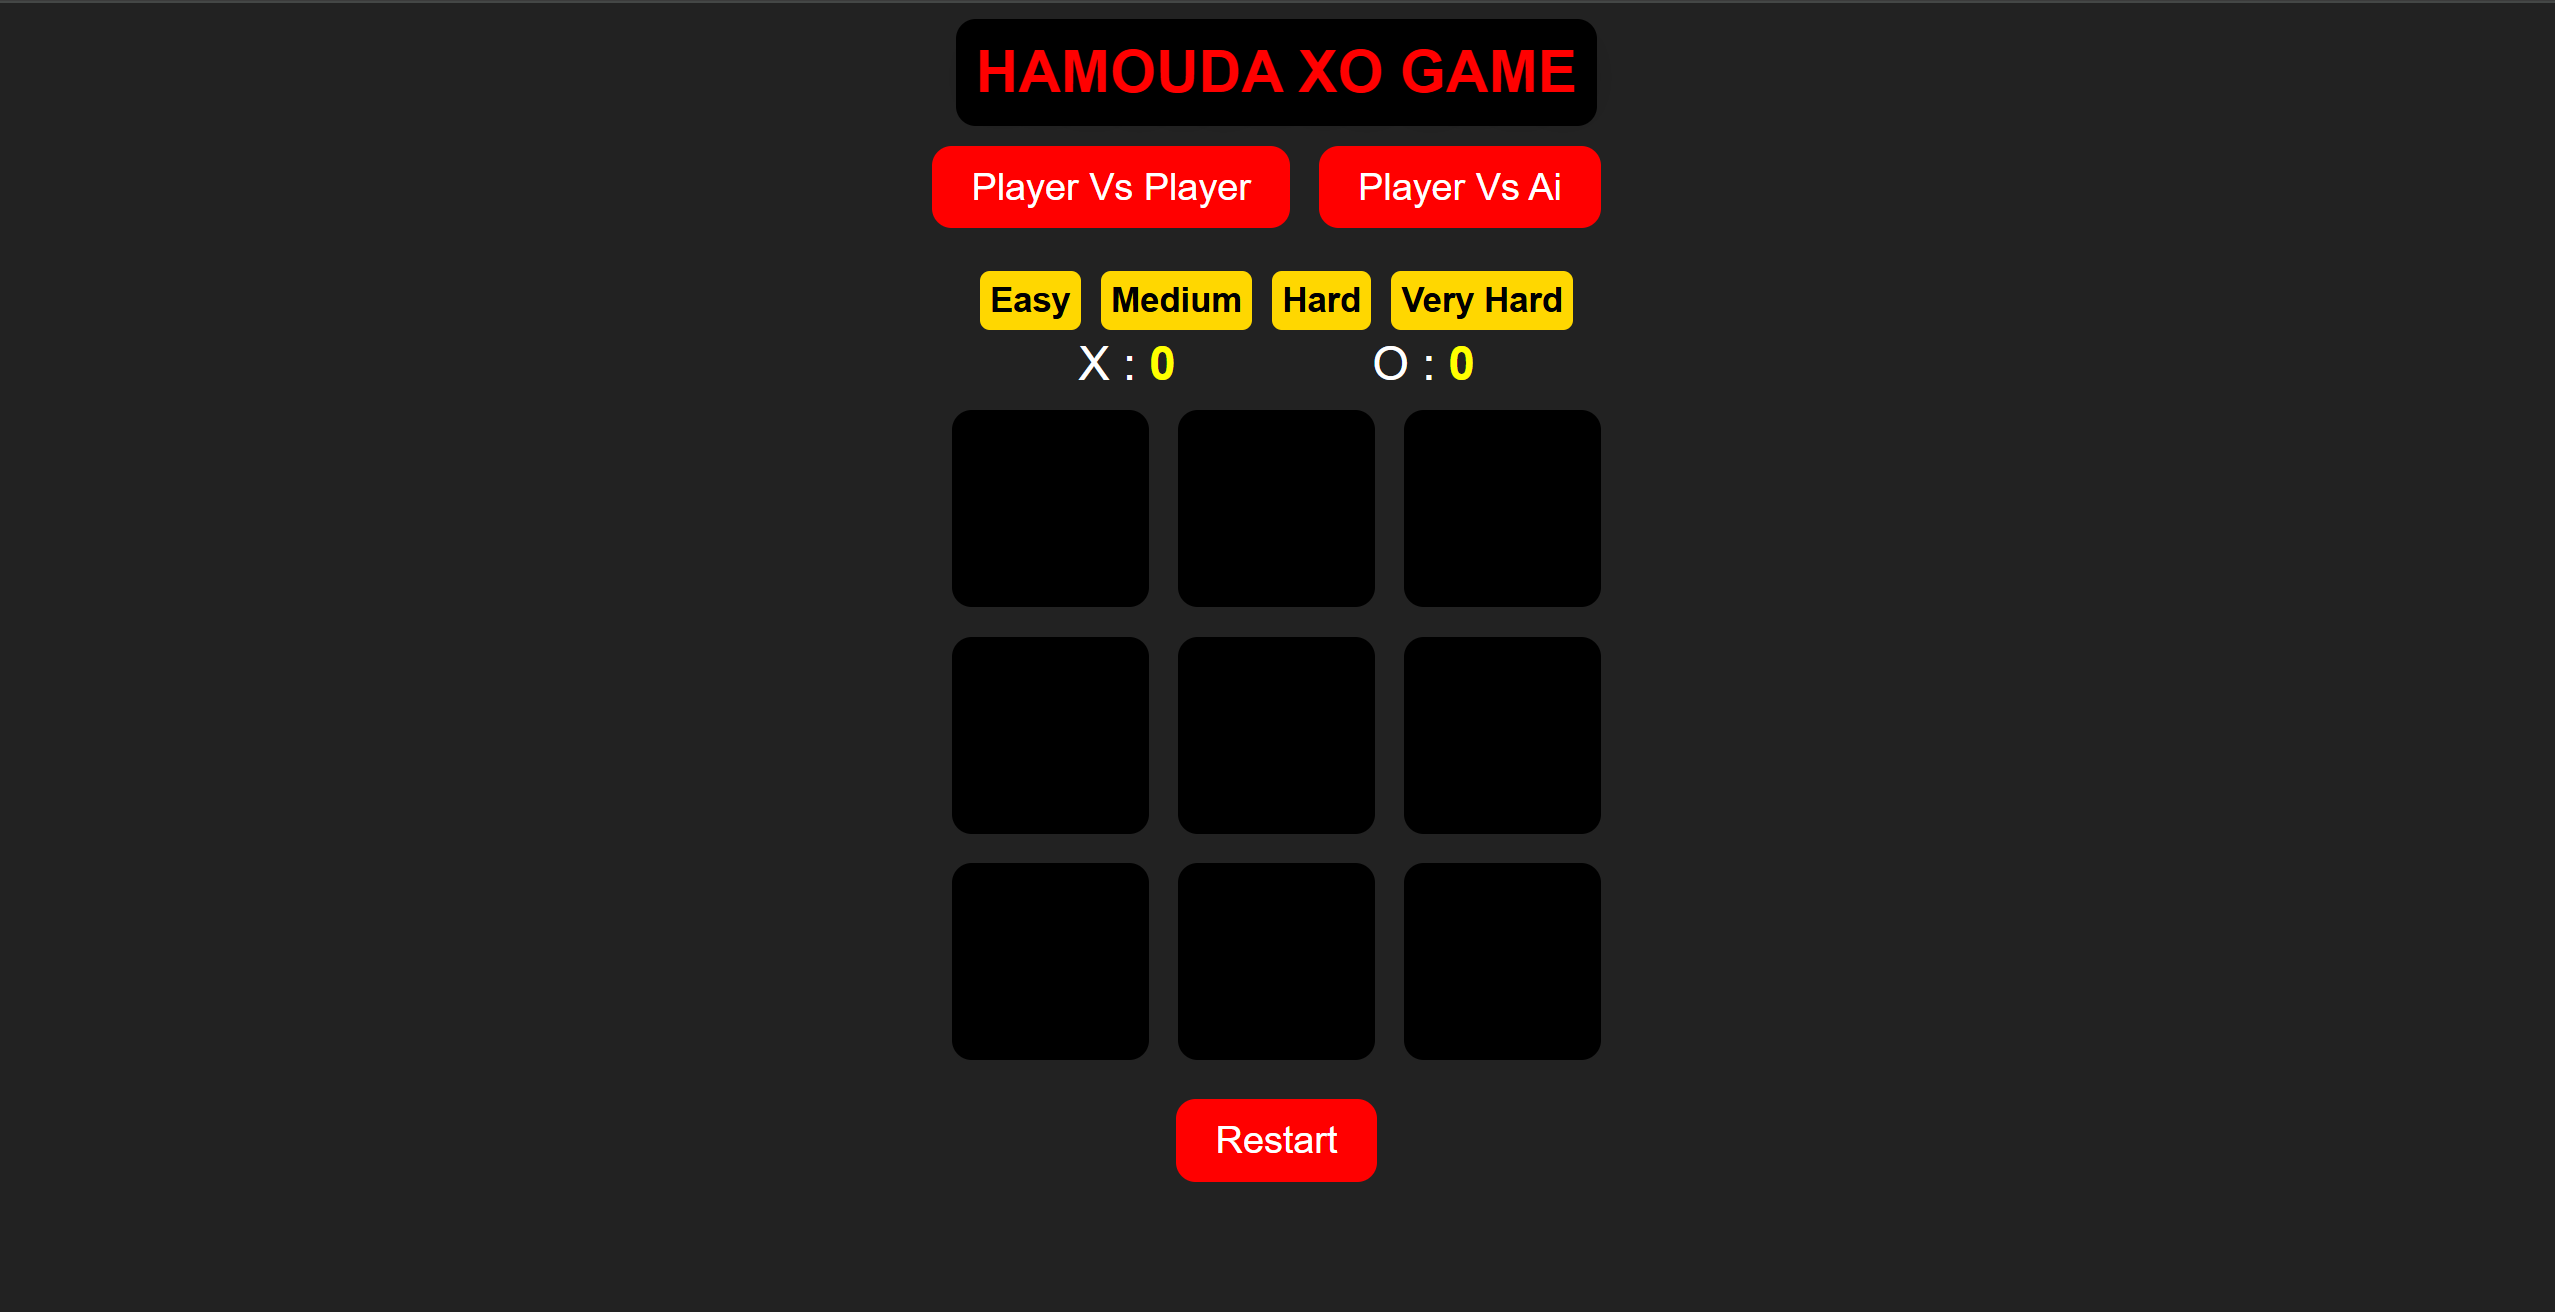 HAMOUDA XO GAME
Player Vs Player Player Vs Ai
Easy Medium Hard Very Hard
X : 0 O : 0
Restart